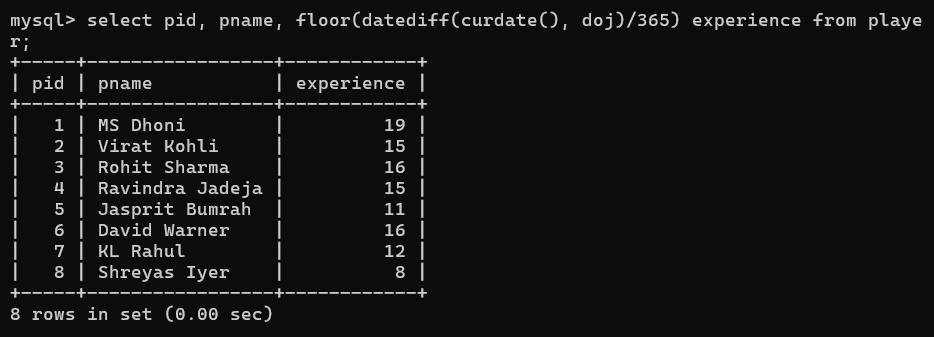 mysql> select pid, pname, floor(datediff(curdate(), doj)/365) experience from playe
r;
+-----+-----------------+------------+
| pid | pname           | experience |
+-----+-----------------+------------+
|   1 | MS Dhoni        |         19 |
|   2 | Virat Kohli     |         15 |
|   3 | Rohit Sharma    |         16 |
|   4 | Ravindra Jadeja |         15 |
|   5 | Jasprit Bumrah  |         11 |
|   6 | David Warner    |         16 |
|   7 | KL Rahul        |         12 |
|   8 | Shreyas Iyer    |          8 |
+-----+-----------------+------------+
8 rows in set (0.00 sec)